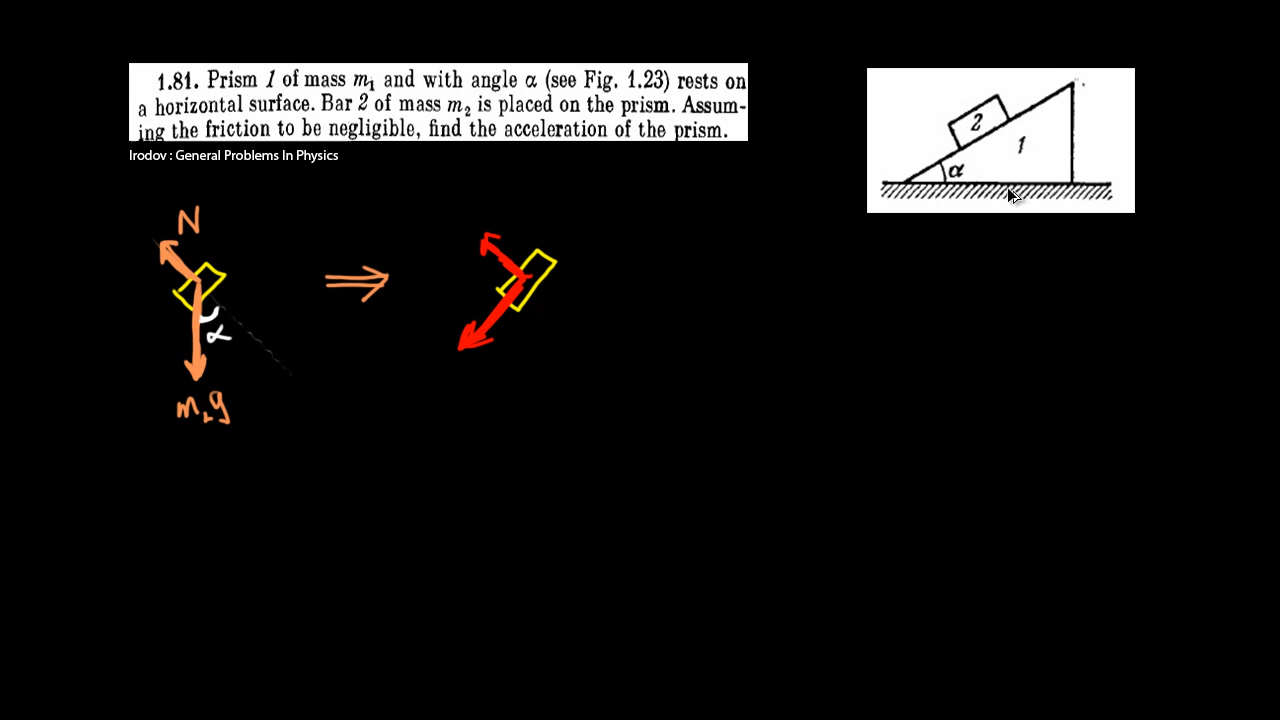 1.81. Prism 1 of mass m₁ and with angle α (see Fig. 1.23) rests on
a horizontal surface. Bar 2 of mass m₂ is placed on the prism. Assum-
ing the friction to be negligible, find the acceleration of the prism.
Irodov : General Problems In Physics
2
1
α
N
α
m₂g